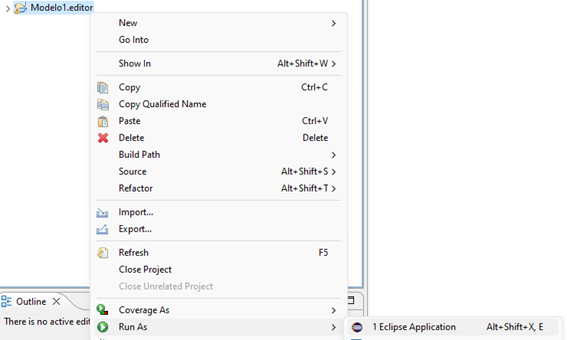 Modelo1.editor
New
Go Into
Show In Alt+Shift+W
Copy Ctrl+C
Copy Qualified Name
Paste Ctrl+V
Delete Delete
Build Path
Source Alt+Shift+S
Refactor Alt+Shift+T
Import...
Export...
Refresh F5
Close Project
Close Unrelated Project
Outline
Coverage As
There is no active edit
Run As
1 Eclipse Application Alt+Shift+X, E